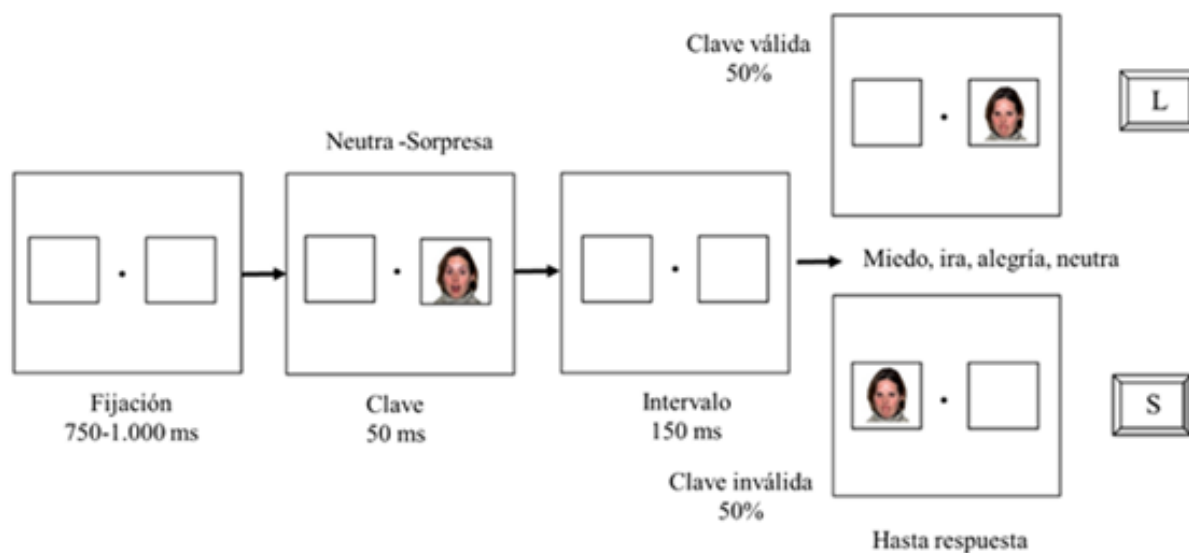 Clave válida
50%
L
Neutra -Sorpresa
Miedo, ira, alegría, neutra
Fijación
750-1.000 ms
Clave
50 ms
Intervalo
150 ms
S
Clave inválida
50%
Hasta respuesta